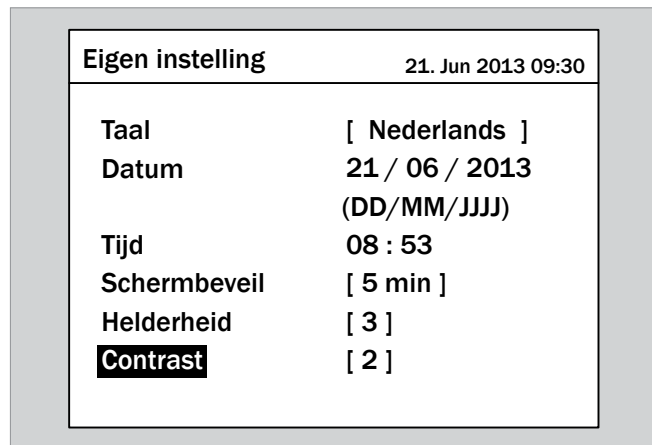 Eigen instelling 21. Jun 2013 09:30
Taal [ Nederlands ]
Datum 21 / 06 / 2013
(DD/MM/JJJJ)
Tijd 08 : 53
Schermbeveil [ 5 min ]
Helderheid [ 3 ]
Contrast [ 2 ]